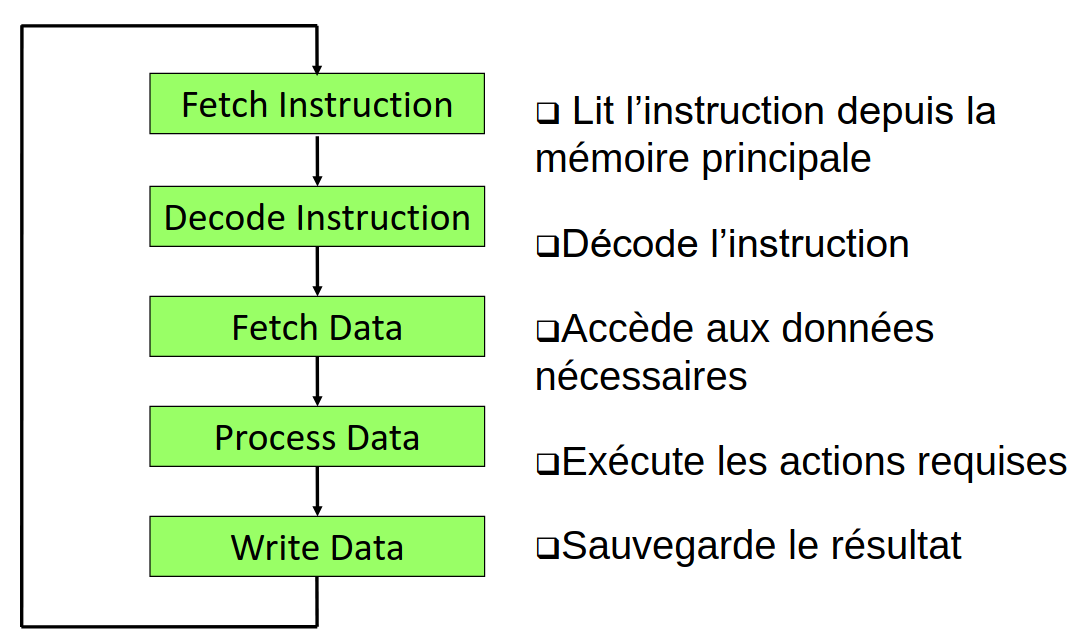 Fetch Instruction
Decode Instruction
Fetch Data
Process Data
Write Data
❑ Lit l’instruction depuis la
mémoire principale
❑Décode l’instruction
❑Accède aux données
nécessaires
❑Exécute les actions requises
❑Sauvegarde le résultat